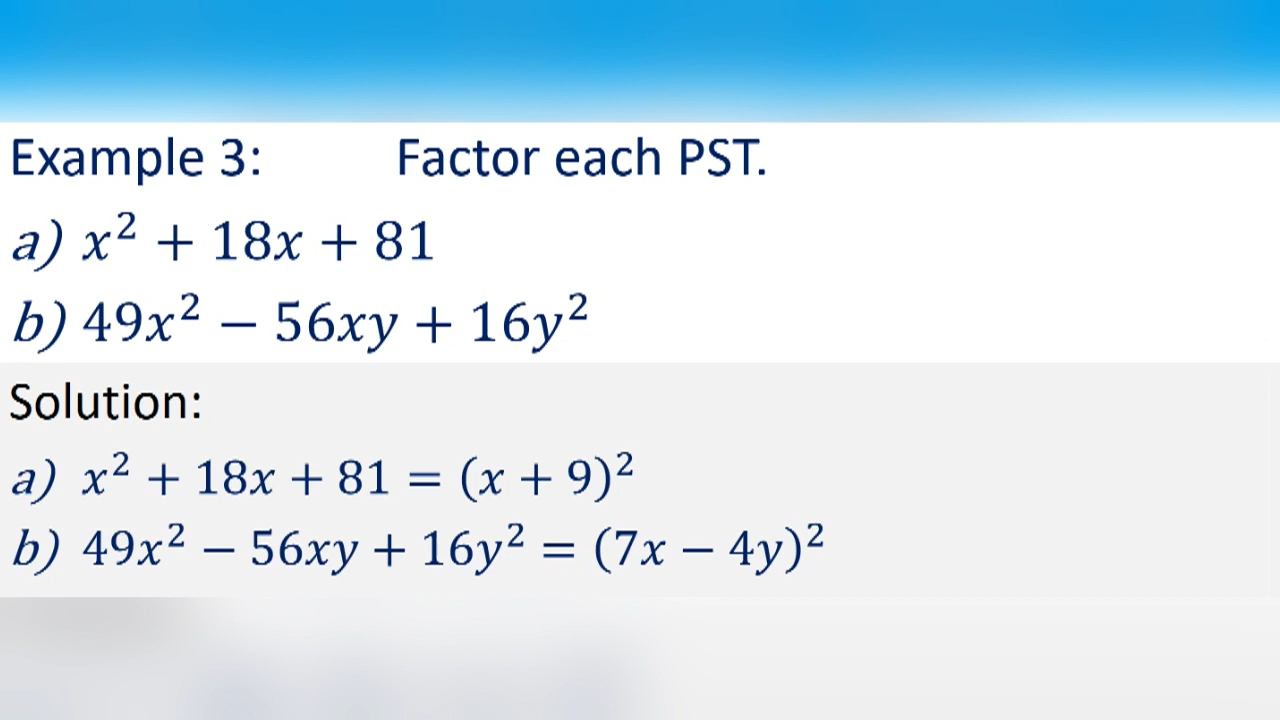 Example 3: Factor each PST.
a) x² + 18x + 81
b) 49x² − 56xy + 16y²
Solution:
a) x² + 18x + 81 = (x + 9)²
b) 49x² − 56xy + 16y² = (7x − 4y)²